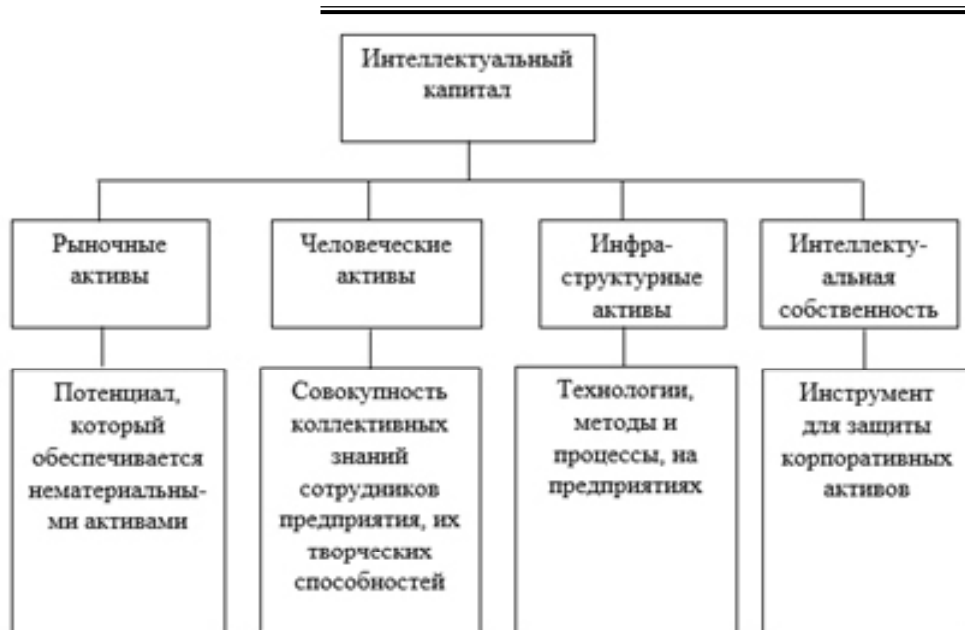 Интеллектуальный
капитал
Рыночные
активы
Человеческие
активы
Инфра-
структурные
активы
Интеллекту-
альная
собственность
Потенциал,
который
обеспечивается
нематериальны-
ми активами
Совокупность
коллективных
знаний
сотрудников
предприятия, их
творческих
способностей
Технологии,
методы и
процессы, на
предприятиях
Инструмент
для защиты
корпоративных
активов